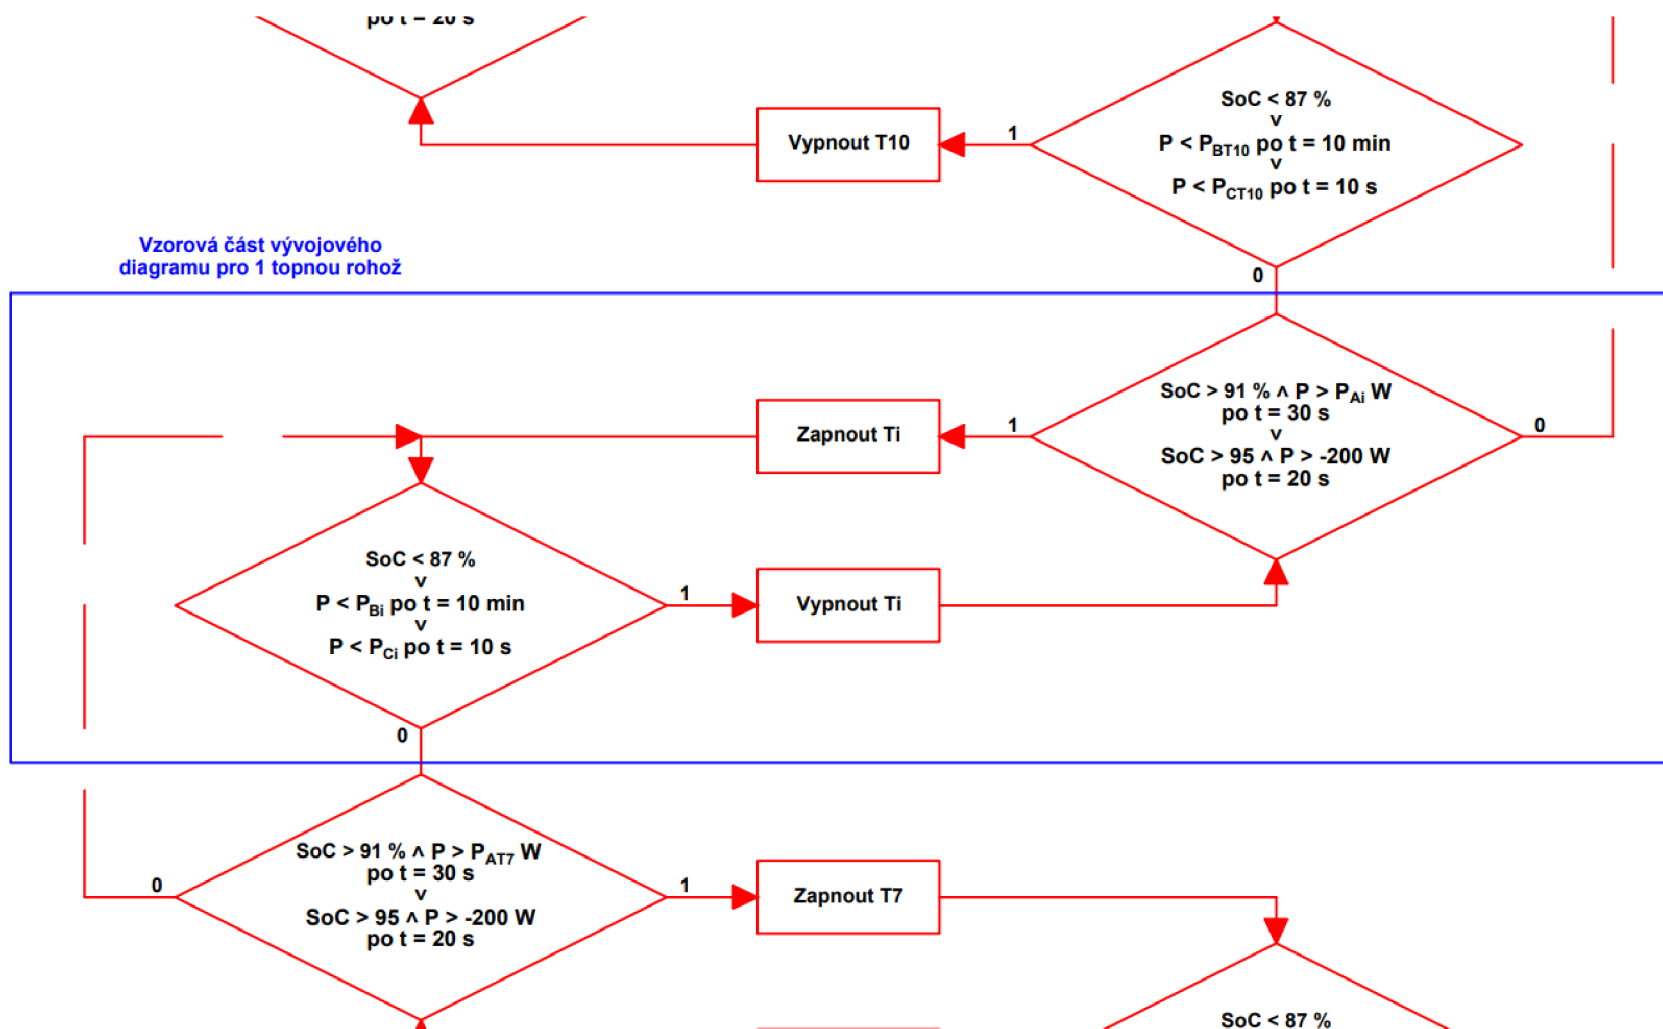 po t = 20 s
SoC < 87 %
v
P < PBT10 po t = 10 min
v
P < PCT10 po t = 10 s
1
Vypnout T10
0
Vzorová část vývojového
diagramu pro 1 topnou rohož
SoC > 91 % ʌ P > PAi W
po t = 30 s
v
SoC > 95 ʌ P > -200 W
po t = 20 s
0
1
Zapnout Ti
SoC < 87 %
v
P < PBi po t = 10 min
v
P < PCi po t = 10 s
1
Vypnout Ti
0
SoC > 91 % ʌ P > PAT7 W
po t = 30 s
v
SoC > 95 ʌ P > -200 W
po t = 20 s
0
1
Zapnout T7
SoC < 87 %